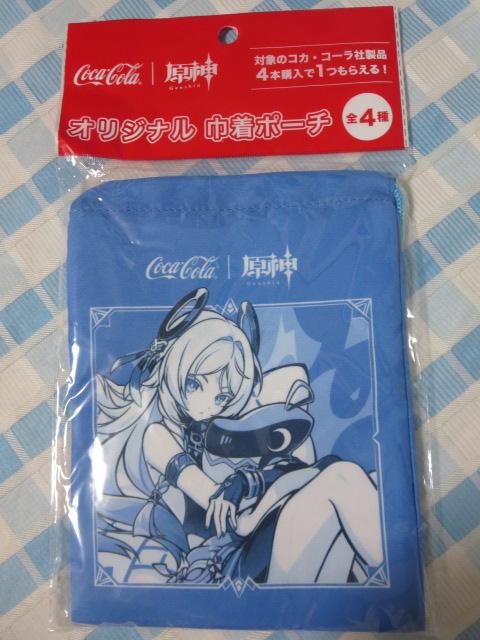 Coca-Cola | 原神
Genshin
対象のコカ・コーラ社製品
4本購入で1つもらえる!
オリジナル 巾着ポーチ 全4種
Coca-Cola | 原神
Genshin